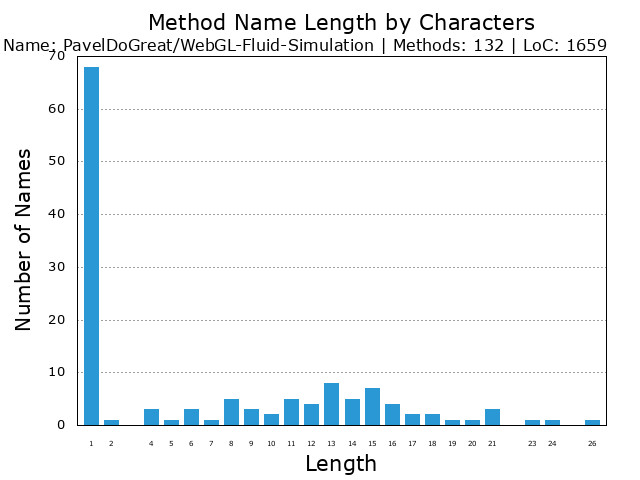 Method Name Length by Characters
Name: PavelDoGreat/WebGL-Fluid-Simulation | Methods: 132 | LoC: 1659
70
60
50
40
30
20
10
0
Number of Names
1 2 4 5 6 7 8 9 10 11 12 13 14 15 16 17 18 19 20 21 23 24 26
Length